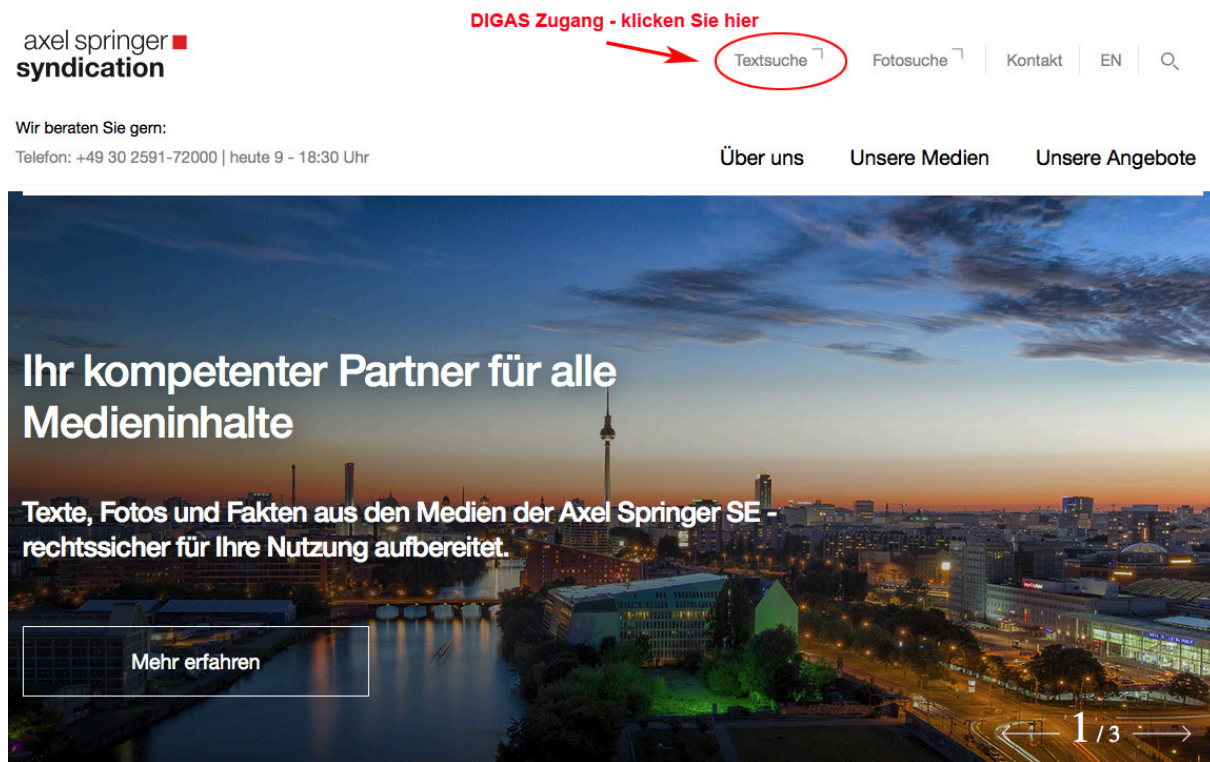 DIGAS Zugang - klicken Sie hier
axel springer
syndication
Textsuche
Fotosuche
Kontakt
EN
Wir beraten Sie gern:
Telefon: +49 30 2591-72000 | heute 9 - 18:30 Uhr
Über uns
Unsere Medien
Unsere Angebote
Ihr kompetenter Partner für alle
Medieninhalte
Texte, Fotos und Fakten aus den Medien der Axel Springer SE -
rechtssicher für Ihre Nutzung aufbereitet.
Mehr erfahren
1 / 3